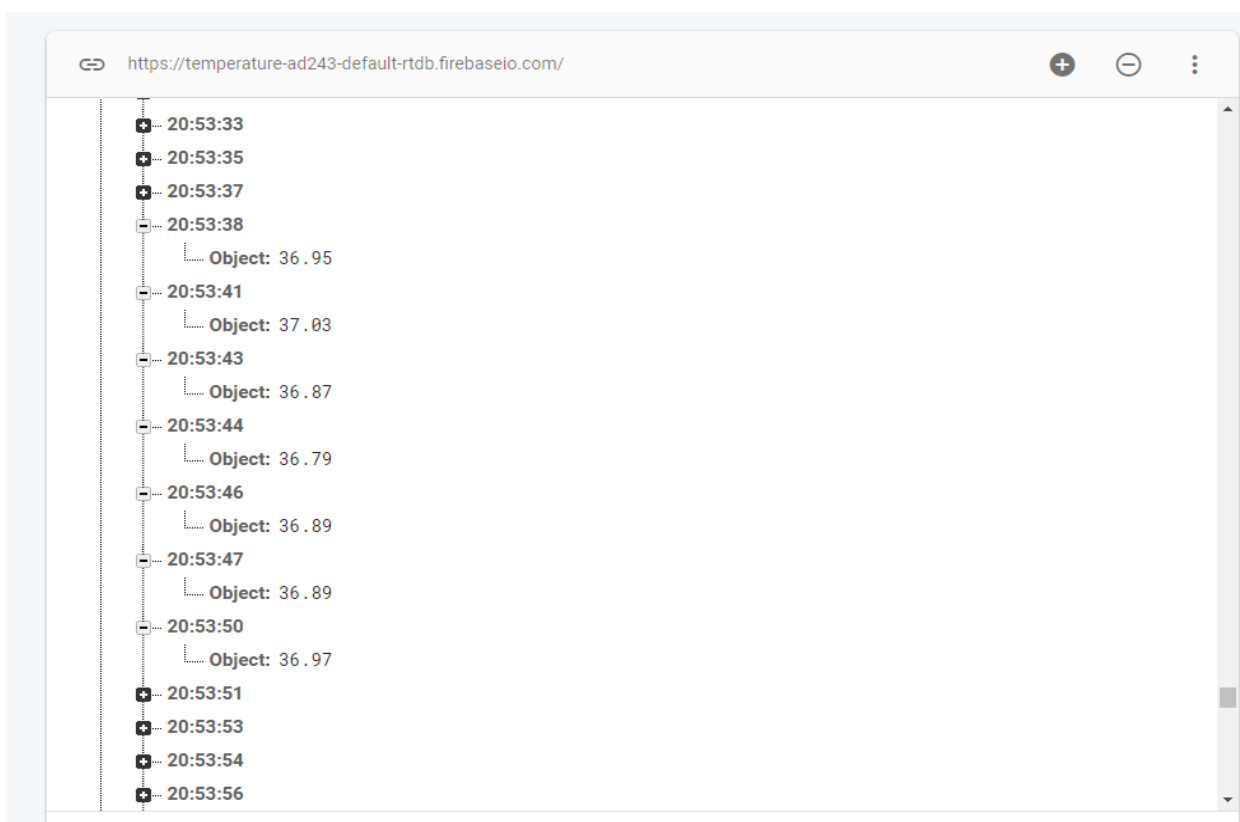 https://temperature-ad243-default-rtdb.firebaseio.com/
20:53:33
20:53:35
20:53:37
20:53:38
Object: 36.95
20:53:41
Object: 37.03
20:53:43
Object: 36.87
20:53:44
Object: 36.79
20:53:46
Object: 36.89
20:53:47
Object: 36.89
20:53:50
Object: 36.97
20:53:51
20:53:53
20:53:54
20:53:56